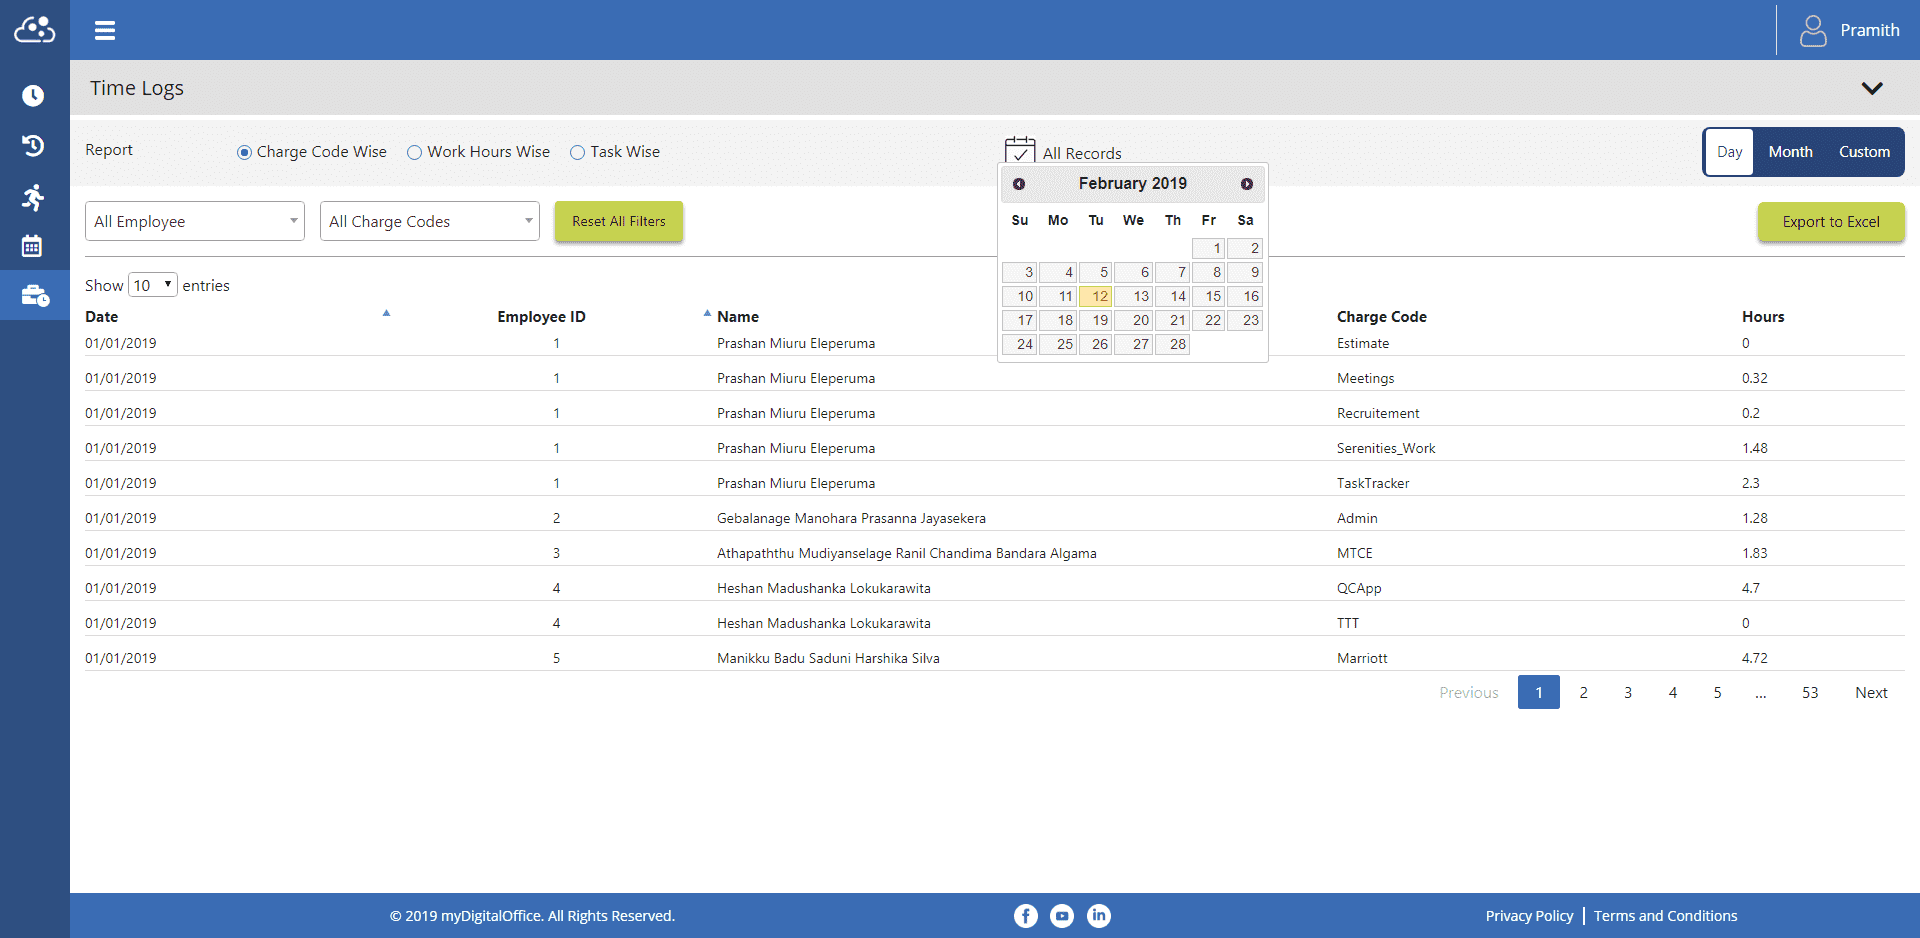 Pramith
Time Logs
Report Charge Code Wise Work Hours Wise Task Wise All Records Day Month Custom
February 2019
Su Mo Tu We Th Fr Sa
1 2
3 4 5 6 7 8 9
10 11 12 13 14 15 16
17 18 19 20 21 22 23
24 25 26 27 28
All Employee All Charge Codes Reset All Filters Export to Excel
Show 10 entries
Date Employee ID Name Charge Code Hours
01/01/2019 1 Prashan Miuru Eleperuma Estimate 0
01/01/2019 1 Prashan Miuru Eleperuma Meetings 0.32
01/01/2019 1 Prashan Miuru Eleperuma Recruitement 0.2
01/01/2019 1 Prashan Miuru Eleperuma Serenities_Work 1.48
01/01/2019 1 Prashan Miuru Eleperuma TaskTracker 2.3
01/01/2019 2 Gebalanage Manohara Prasanna Jayasekera Admin 1.28
01/01/2019 3 Athapaththu Mudiyanselage Ranil Chandima Bandara Algama MTCE 1.83
01/01/2019 4 Heshan Madushanka Lokukarawita QCApp 4.7
01/01/2019 4 Heshan Madushanka Lokukarawita TTT 0
01/01/2019 5 Manikku Badu Saduni Harshika Silva Marriott 4.72
Previous 1 2 3 4 5 ... 53 Next
© 2019 myDigitalOffice. All Rights Reserved. Privacy Policy | Terms and Conditions